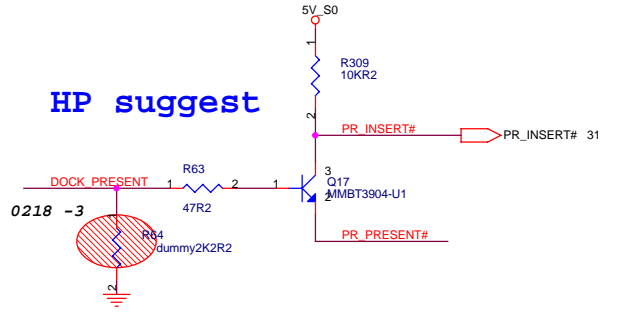 5V_S0
1
R309
10KR2
HP suggest
2
PR_INSERT#
PR_INSERT# 31
R63
3
DOCK_PRESENT
1
2
1
Q17
2
MMBT3904-U1
47R2
0218 -3
1
R64
dummy2K2R2
PR_PRESENT#
2